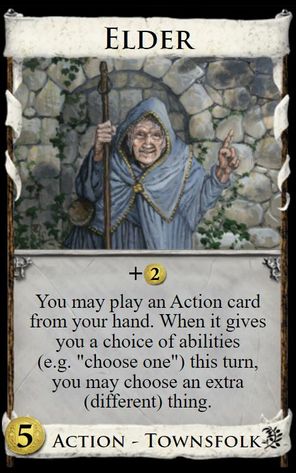 Elder
+2
You may play an Action card
from your hand. When it gives
you a choice of abilities
(e.g. "choose one") this turn,
you may choose an extra
(different) thing.
5 Action - Townsfolk